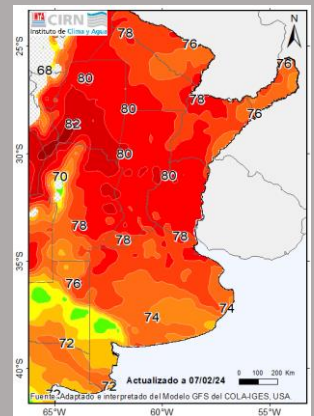 INTA CIRN
Instituto de Clima y Agua
78
76
N
68
80
76
80
78
76
82
30°S
80
70
80
78
78
78
35°S
76
74
74
72
72
40°S
Actualizado a 07/02/24
0 100 200 Km
Fuente: Adaptado e interpretado del Modelo GFS del COLA-IGES, USA.
65°W 60°W 55°W